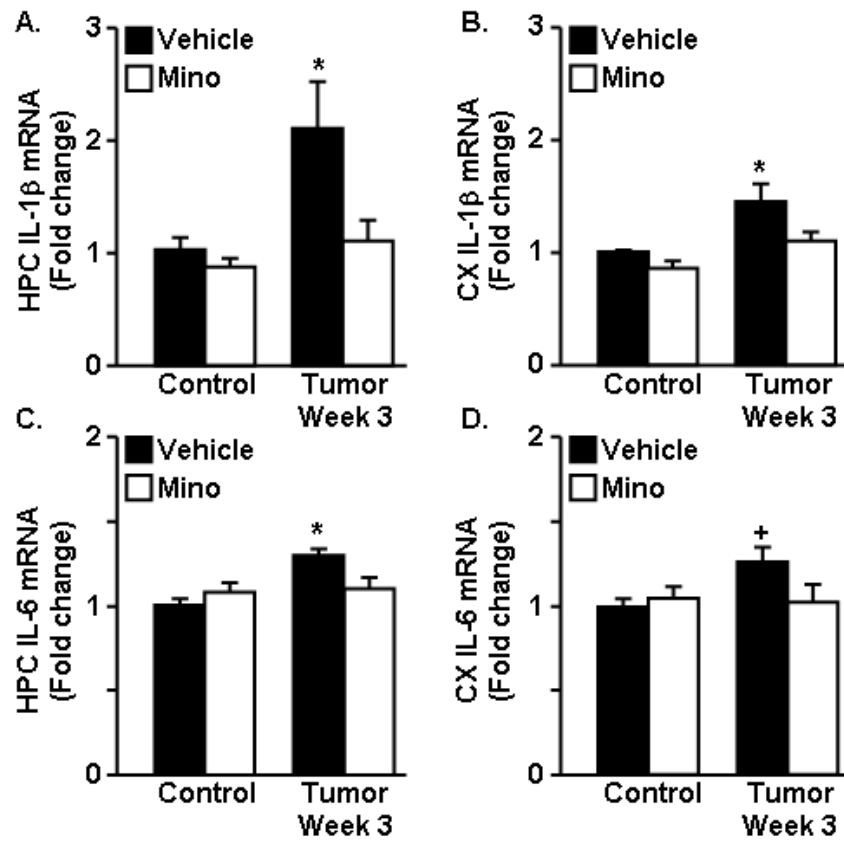 A.
3
Vehicle
Mino
*
2
1
0
HPC IL-1β mRNA
(Fold change)
Control
Tumor
Week 3
B.
3
Vehicle
Mino
*
2
1
0
CX IL-1β mRNA
(Fold change)
Control
Tumor
Week 3
C.
2
Vehicle
Mino
*
1
0
HPC IL-6 mRNA
(Fold change)
Control
Tumor
Week 3
D.
2
Vehicle
Mino
+
1
0
CX IL-6 mRNA
(Fold change)
Control
Tumor
Week 3